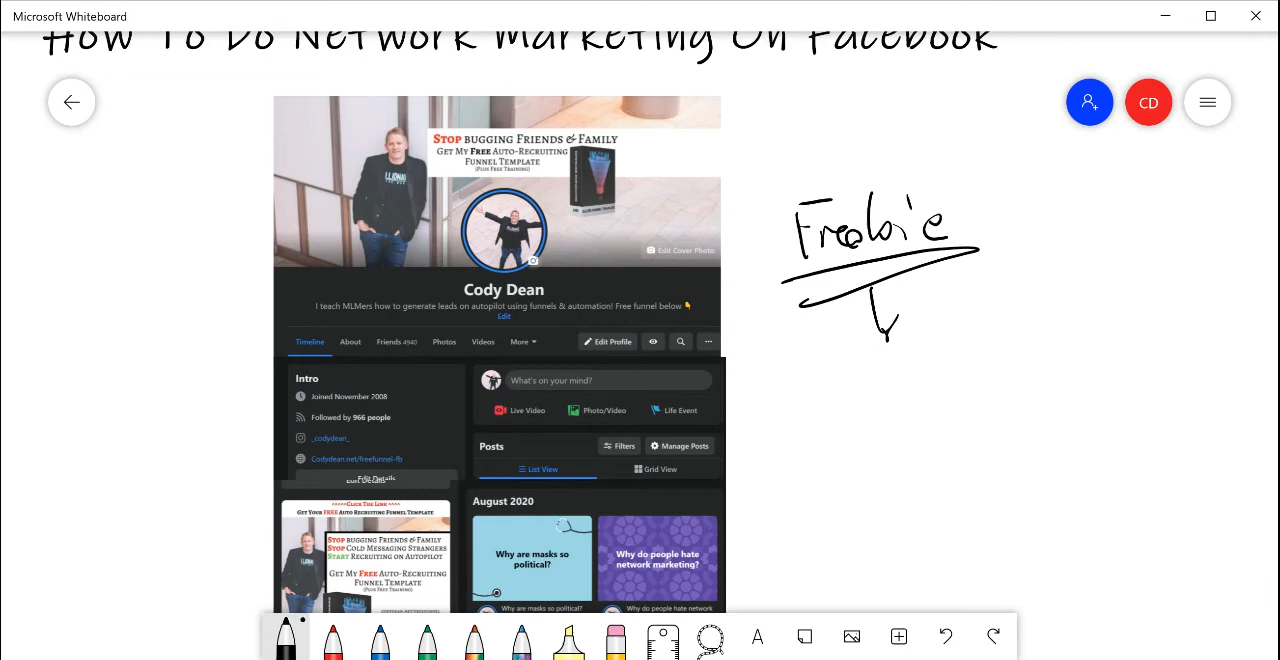 Microsoft Whiteboard
How To Do Network Marketing On Facebook
CD
STOP BUGGING FRIENDS & FAMILY
GET MY FREE AUTO-RECRUITING
FUNNEL TEMPLATE
(PLUS FREE TRAINING)
Edit Cover Photo
Freebie
Cody Dean
I teach MLMers how to generate leads on autopilot using funnels & automation! Free funnel below 👇
Edit
Timeline About Friends 4940 Photos Videos More Edit Profile
Intro
Joined November 2008
Followed by 966 people
_codydean_
Codydean.net/freefunnel-fb
Edit Details
What's on your mind?
Live Video Photo/Video Life Event
Posts Filters Manage Posts
List View Grid View
^^^^CLICK THE LINK ^^^^
GET YOUR FREE AUTO RECRUITING FUNNEL TEMPLATE
STOP BUGGING FRIENDS & FAMILY
STOP COLD MESSAGING STRANGERS
START RECRUITING ON AUTOPILOT
GET MY FREE AUTO-RECRUITING
FUNNEL TEMPLATE
(PLUS FREE TRAINING)
August 2020
Why are masks so
political?
Why do people hate
network marketing?
Why are masks so political?
Why do people hate network
A